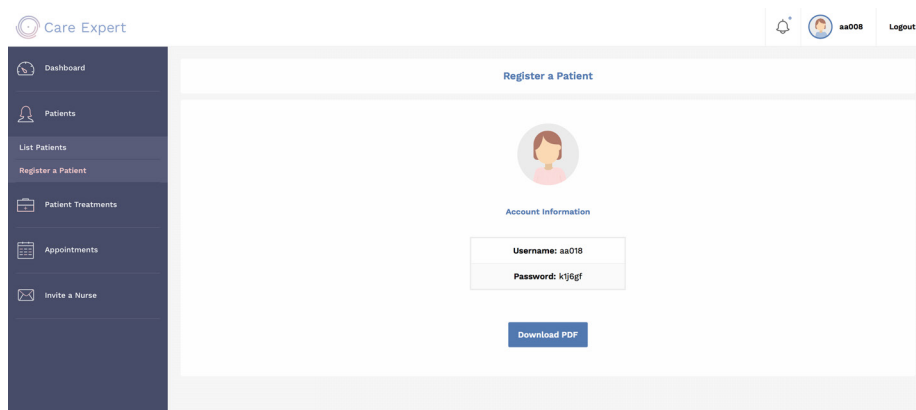 Care Expert
aa008
Logout
Dashboard
Patients
List Patients
Register a Patient
Patient Treatments
Appointments
Invite a Nurse
Register a Patient
Account Information
Username: aa018
Password: k1j6gf
Download PDF